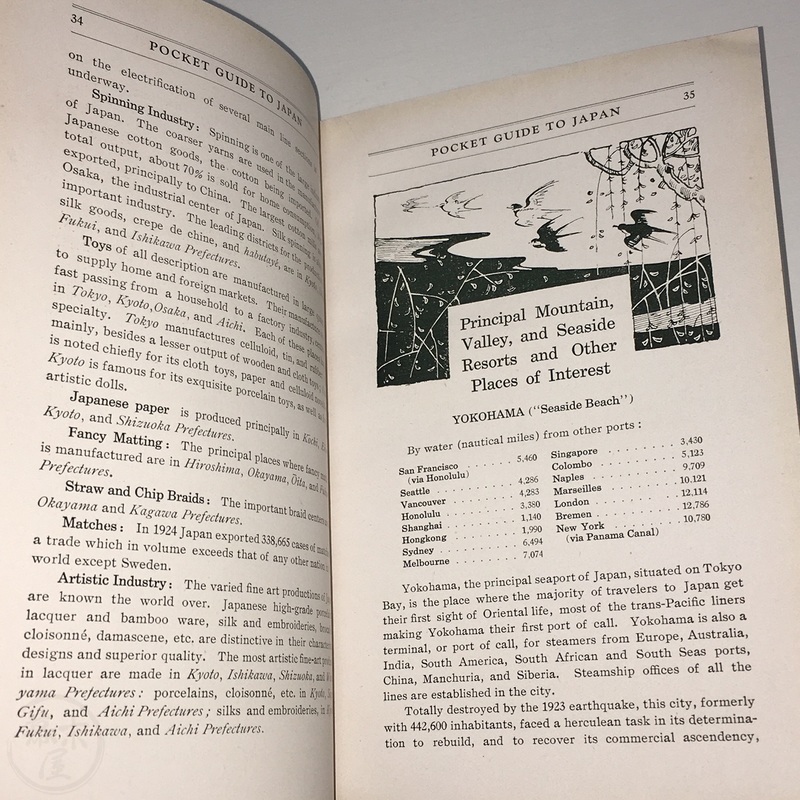 34
POCKET GUIDE TO JAPAN
on the electrification of several main line sections
underway.
Spinning Industry: Spinning is one of the large
of Japan. The coarser yarns are used in the
Japanese cotton goods, the cotton being
total output, about 70% is sold for home consumption,
exported, principally to China. The largest cotton
Osaka, the industrial center of Japan. Silk spinning
important industry. The leading districts for the
silk goods, crepe de chine, and habutayé, are in Kyoto
Fukui, and Ishikawa Prefectures.
Toys of all description are manufactured in large
to supply home and foreign markets. Their manufacture
fast passing from a household to a factory industry,
in Tokyo, Kyoto, Osaka, and Aichi. Each of these places
specialty. Tokyo manufactures celluloid, tin, and rubber
mainly, besides a lesser output of wooden and cloth toys
is noted chiefly for its cloth toys, paper and celluloid
Kyoto is famous for its exquisite porcelain toys, as well as
artistic dolls.
Japanese paper is produced principally in Kochi,
Kyoto, and Shizuoka Prefectures.
Fancy Matting: The principal places where fancy
is manufactured are in Hiroshima, Okayama, Ōita, and
Prefectures.
Straw and Chip Braids: The important braid centers
Okayama and Kagawa Prefectures.
Matches: In 1924 Japan exported 338,665 cases of
a trade which in volume exceeds that of any other nation
world except Sweden.
Artistic Industry: The varied fine art productions of
are known the world over. Japanese high-grade
lacquer and bamboo ware, silk and embroideries,
cloisonné, damascene, etc. are distinctive in their
designs and superior quality. The most artistic fine-art
in lacquer are made in Kyoto, Ishikawa, Shizuoka, and
yama Prefectures: porcelains, cloisonné, etc. in Kyoto,
Gifu, and Aichi Prefectures; silks and embroideries, in
Fukui, Ishikawa, and Aichi Prefectures.
35
POCKET GUIDE TO JAPAN
Principal Mountain,
Valley, and Seaside
Resorts and Other
Places of Interest
YOKOHAMA ("Seaside Beach")
By water (nautical miles) from other ports:
San Francisco . . . . . . 5,460
(via Honolulu)
Seattle . . . . . . . . . 4,286
Vancouver . . . . . . . . 4,283
Honolulu . . . . . . . . 3,380
Shanghai . . . . . . . . 1,140
Hongkong . . . . . . . . 1,990
Sydney . . . . . . . . . 6,494
Melbourne . . . . . . . . 7,074
Singapore . . . . . . . . 3,430
Colombo . . . . . . . . . 5,123
Naples . . . . . . . . . 9,709
Marseilles . . . . . . . 10,121
London . . . . . . . . . 12,114
Bremen . . . . . . . . . 12,786
New York . . . . . . . . 10,780
(via Panama Canal)
Yokohama, the principal seaport of Japan, situated on Tokyo
Bay, is the place where the majority of travelers to Japan get
their first sight of Oriental life, most of the trans-Pacific liners
making Yokohama their first port of call. Yokohama is also a
terminal, or port of call, for steamers from Europe, Australia,
India, South America, South African and South Seas ports,
China, Manchuria, and Siberia. Steamship offices of all the
lines are established in the city.
Totally destroyed by the 1923 earthquake, this city, formerly
with 442,600 inhabitants, faced a herculean task in its determina-
tion to rebuild, and to recover its commercial ascendency,